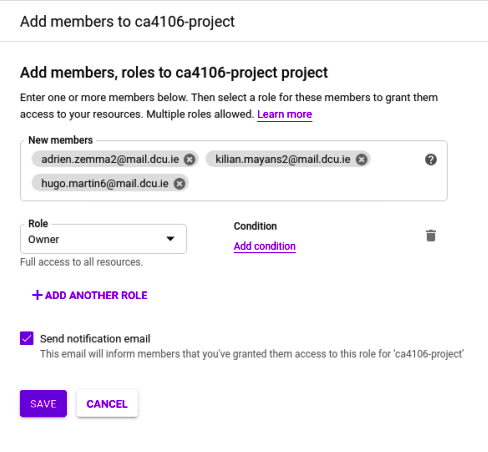 Add members to ca4106-project
Add members, roles to ca4106-project project
Enter one or more members below. Then select a role for these members to grant them
access to your resources. Multiple roles allowed. Learn more
New members
adrien.zemma2@mail.dcu.ie kilian.mayans2@mail.dcu.ie
hugo.martin6@mail.dcu.ie
Role
Owner
Condition
Add condition
Full access to all resources.
ADD ANOTHER ROLE
Send notification email
This email will inform members that you've granted them access to this role for 'ca4106-project'
SAVE CANCEL